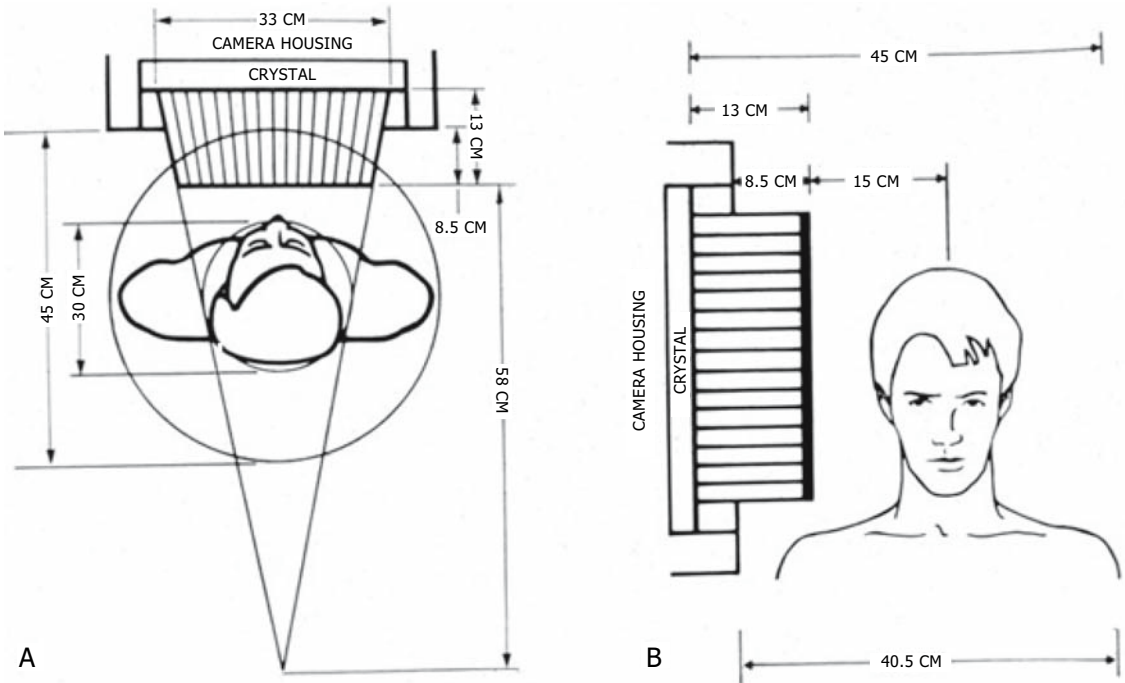 33 CM
CAMERA HOUSING
CRYSTAL
13 CM
8.5 CM
45 CM
30 CM
58 CM
A
45 CM
13 CM
8.5 CM
15 CM
CAMERA HOUSING
CRYSTAL
B
40.5 CM